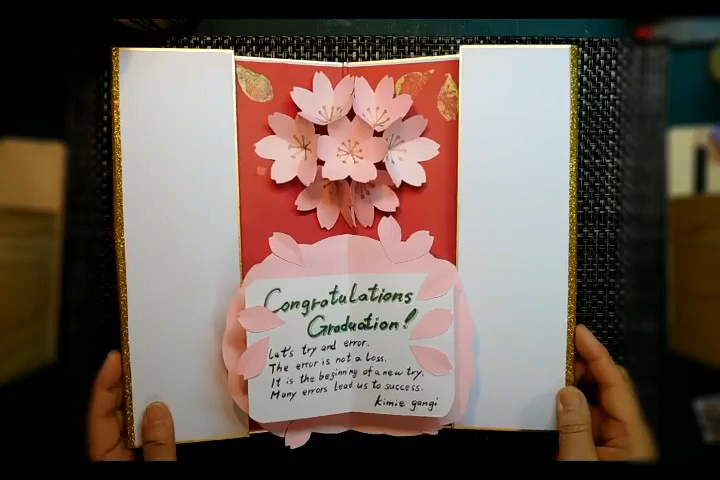 Congratulations
Graduation!
Let's try and error.
The error is not a loss.
It is the beginning of a new try.
Many errors lead us to success.
kimie gangi